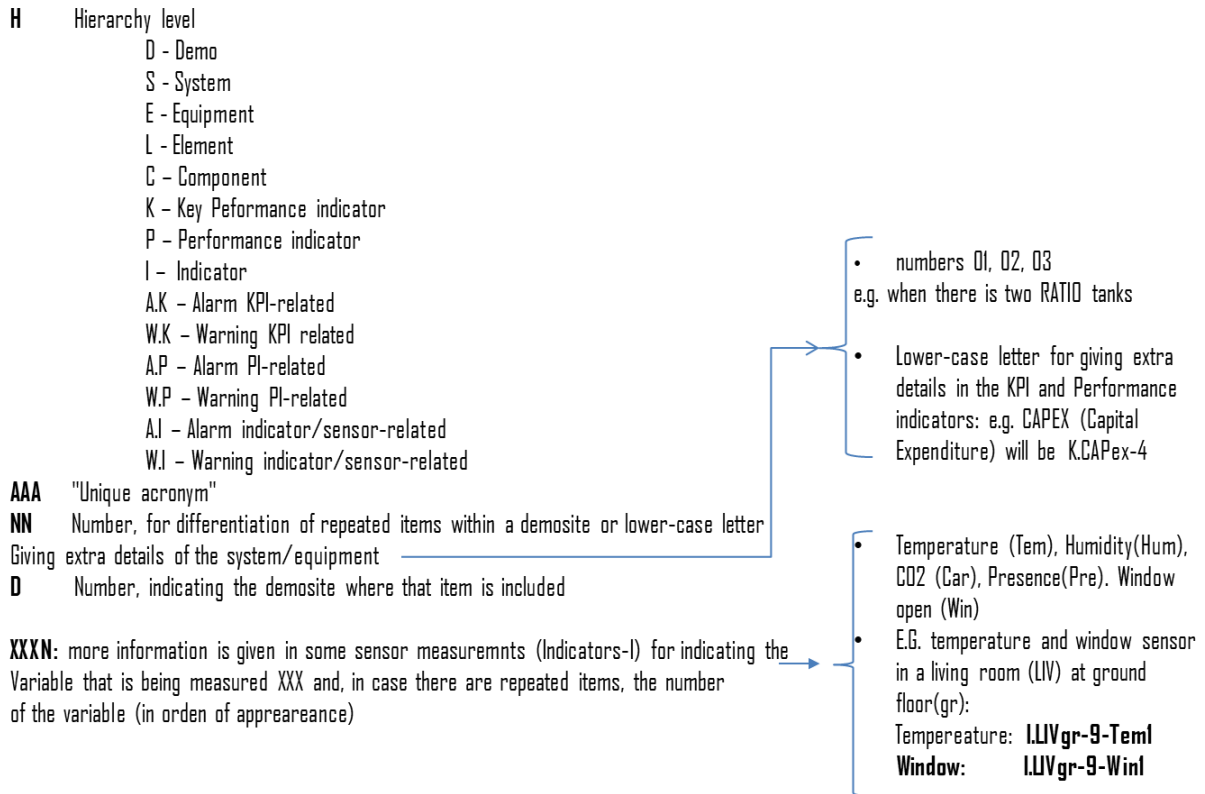 H Hierarchy level
D - Demo
S - System
E - Equipment
L - Element
C – Component
K – Key Peformance indicator
P – Performance indicator
I – Indicator
A.K – Alarm KPI-related
W.K – Warning KPI related
A.P – Alarm PI-related
W.P – Warning PI-related
A.I – Alarm indicator/sensor-related
W.I – Warning indicator/sensor-related
AAA "Unique acronym"
NN Number, for differentiation of repeated items within a demosite or lower-case letter
Giving extra details of the system/equipment
D Number, indicating the demosite where that item is included
XXXN: more information is given in some sensor measuremnts (Indicators-I) for indicating the
Variable that is being measured XXX and, in case there are repeated items, the number
of the variable (in orden of appreareance)
• numbers 01, 02, 03
e.g. when there is two RATIO tanks
• Lower-case letter for giving extra
details in the KPI and Performance
indicators: e.g. CAPEX (Capital
Expenditure) will be K.CAPex-4
• Temperature (Tem), Humidity(Hum),
CO2 (Car), Presence(Pre). Window
open (Win)
• E.G. temperature and window sensor
in a living room (LIV) at ground
floor(gr):
Tempereature: I.LIVgr-9-Tem1
Window: I.LIVgr-9-Win1